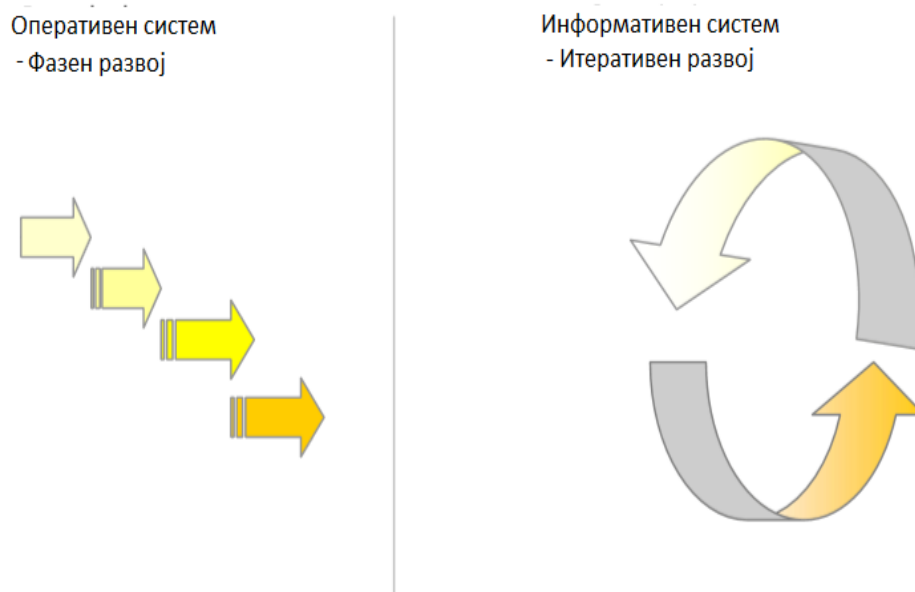 Оперативен систем
- Фазен развој
Информативен систем
- Итеративен развој